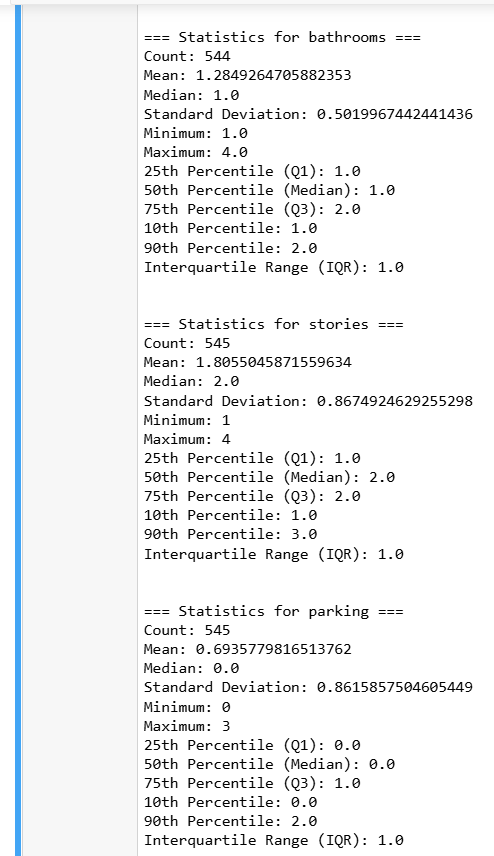 === Statistics for bathrooms ===
Count: 544
Mean: 1.2849264705882353
Median: 1.0
Standard Deviation: 0.5019967442441436
Minimum: 1.0
Maximum: 4.0
25th Percentile (Q1): 1.0
50th Percentile (Median): 1.0
75th Percentile (Q3): 2.0
10th Percentile: 1.0
90th Percentile: 2.0
Interquartile Range (IQR): 1.0
=== Statistics for stories ===
Count: 545
Mean: 1.8055045871559634
Median: 2.0
Standard Deviation: 0.8674924629255298
Minimum: 1
Maximum: 4
25th Percentile (Q1): 1.0
50th Percentile (Median): 2.0
75th Percentile (Q3): 2.0
10th Percentile: 1.0
90th Percentile: 3.0
Interquartile Range (IQR): 1.0
=== Statistics for parking ===
Count: 545
Mean: 0.6935779816513762
Median: 0.0
Standard Deviation: 0.8615857504605449
Minimum: 0
Maximum: 3
25th Percentile (Q1): 0.0
50th Percentile (Median): 0.0
75th Percentile (Q3): 1.0
10th Percentile: 0.0
90th Percentile: 2.0
Interquartile Range (IQR): 1.0